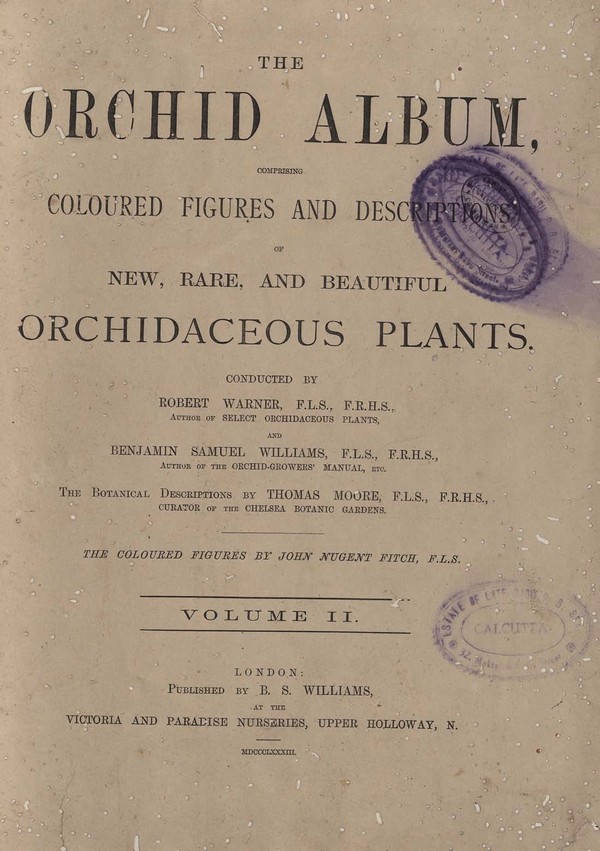 THE
ORCHID ALBUM,
COMPRISING
COLOURED FIGURES AND DESCRIPTIONS
OF
NEW, RARE, AND BEAUTIFUL
ORCHIDACEOUS PLANTS.
CONDUCTED BY
ROBERT WARNER, F.L.S., F.R.H.S.,
AUTHOR OF SELECT ORCHIDACEOUS PLANTS,
AND
BENJAMIN SAMUEL WILLIAMS, F.L.S., F.R.H.S.,
AUTHOR OF THE ORCHID-GROWERS' MANUAL, ETC.
THE BOTANICAL DESCRIPTIONS BY THOMAS MOORE, F.L.S., F.R.H.S.,
CURATOR OF THE CHELSEA BOTANIC GARDENS.
THE COLOURED FIGURES BY JOHN NUGENT FITCH, F.L.S.
VOLUME II.
ESTATE OF LATE
CALCUTTA
LONDON:
PUBLISHED BY B. S. WILLIAMS,
AT THE
VICTORIA AND PARADISE NURSERIES, UPPER HOLLOWAY, N.
MDCCCLXXXIII.